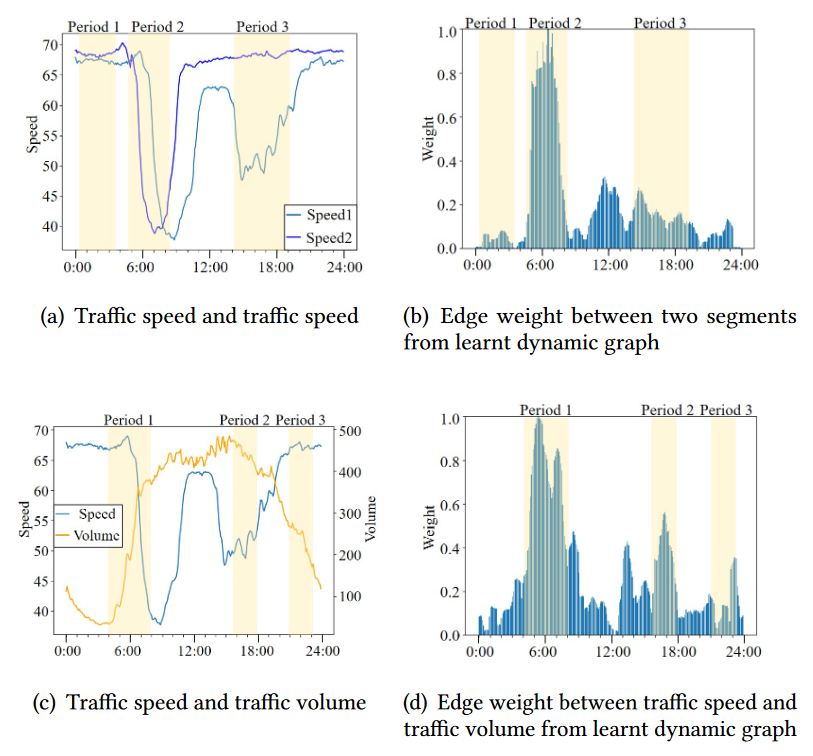 Period 1 Period 2 Period 3
70
65
60
55
50
45
40
Speed
Speed1
Speed2
0:00 6:00 12:00 18:00 24:00
(a) Traffic speed and traffic speed
Period 1 Period 2 Period 3
1.0
0.8
0.6
0.4
0.2
0.0
Weight
0:00 6:00 12:00 18:00 24:00
(b) Edge weight between two segments
from learnt dynamic graph
Period 1 Period 2 Period 3
70
65
60
55
50
45
40
Speed
Speed
Volume
500
400
300
200
100
Volume
0:00 6:00 12:00 18:00 24:00
(c) Traffic speed and traffic volume
Period 1 Period 2 Period 3
1.0
0.8
0.6
0.4
0.2
0.0
Weight
0:00 6:00 12:00 18:00 24:00
(d) Edge weight between traffic speed and
traffic volume from learnt dynamic graph